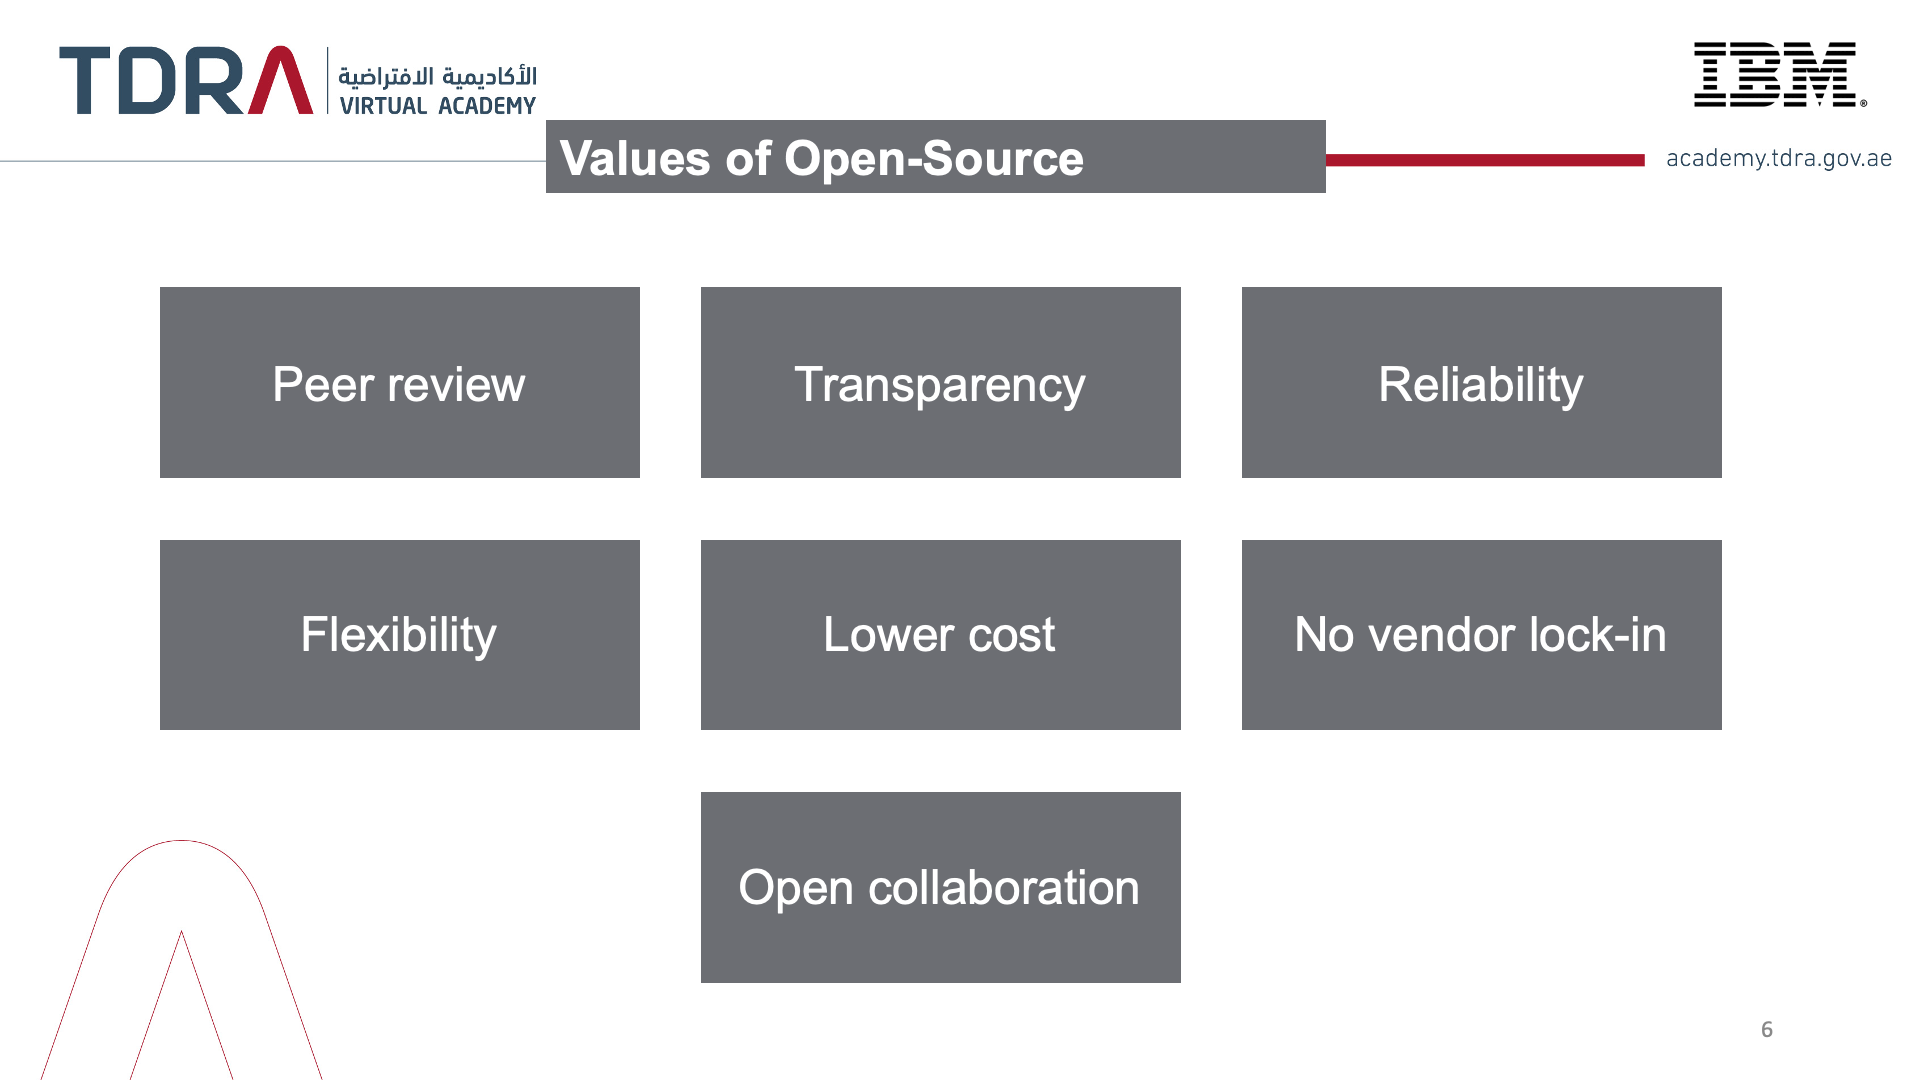 TDRA
الأكاديمية الافتراضية
VIRTUAL ACADEMY
IBM®
Values of Open-Source
academy.tdra.gov.ae
Peer review
Transparency
Reliability
Flexibility
Lower cost
No vendor lock-in
Open collaboration
6